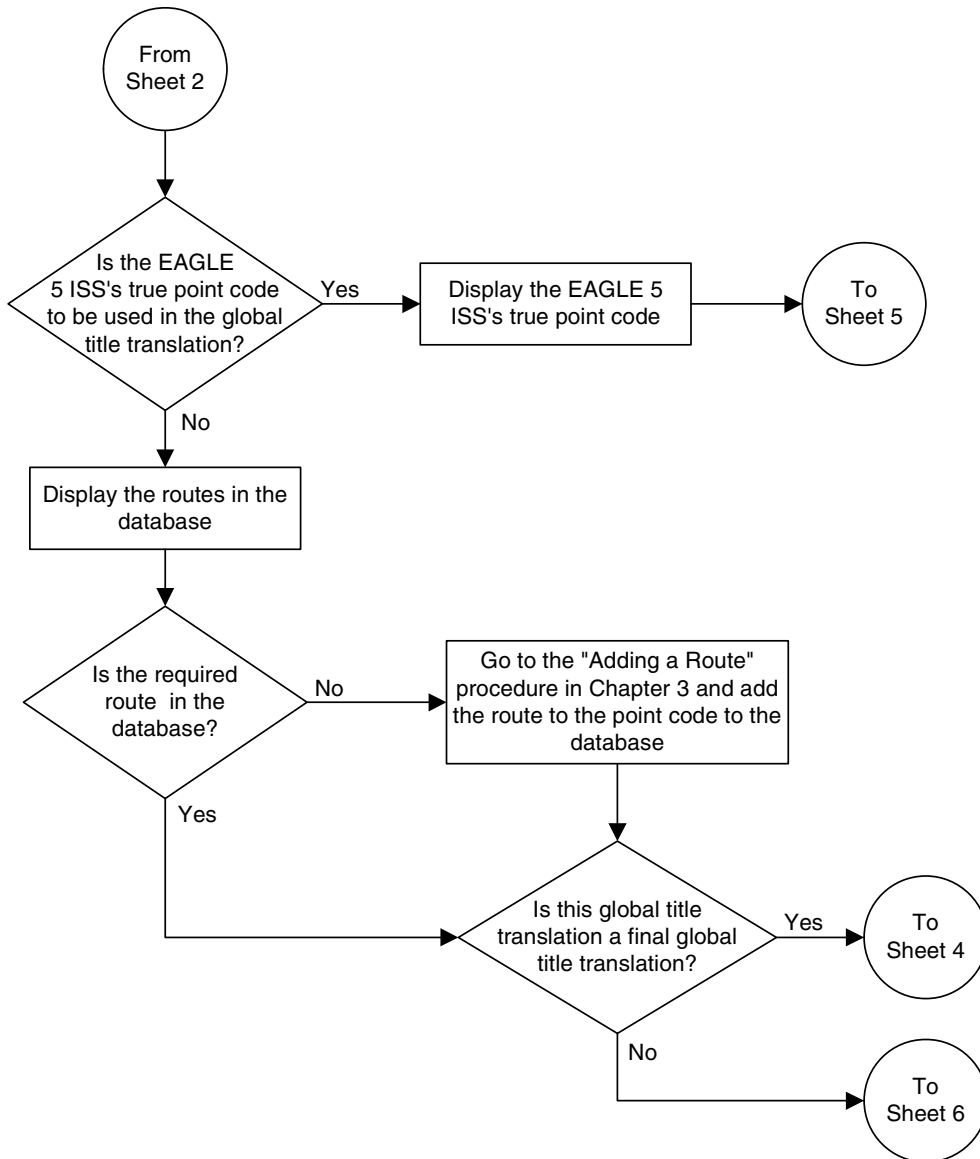 From
Sheet 2
Is the EAGLE
5 ISS's true point code
to be used in the global
title translation?
Yes
Display the EAGLE 5
ISS's true point code
To
Sheet 5
No
Display the routes in the
database
Is the required
route in the
database?
No
Go to the "Adding a Route"
procedure in Chapter 3 and add
the route to the point code to the
database
Yes
Is this global title
translation a final global
title translation?
Yes
To
Sheet 4
No
To
Sheet 6